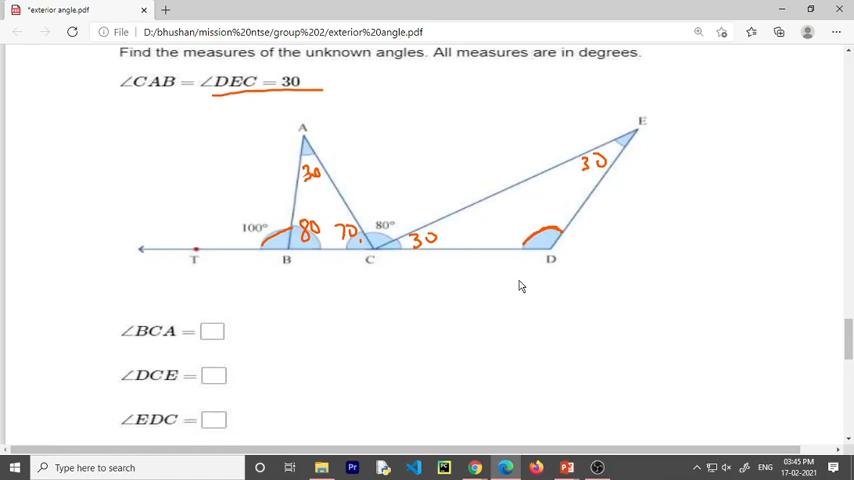 *exterior angle.pdf
File
D:/bhushan/mission%20ntse/group%202/exterior%20angle.pdf
Find the measures of the unknown angles. All measures are in degrees.
∠CAB = ∠DEC = 30
A
E
30
30
100°
80
70
80°
30
T
B
C
D
∠BCA =
∠DCE =
∠EDC =
Type here to search
Pr
PC
ENG
03:45 PM
17-02-2021